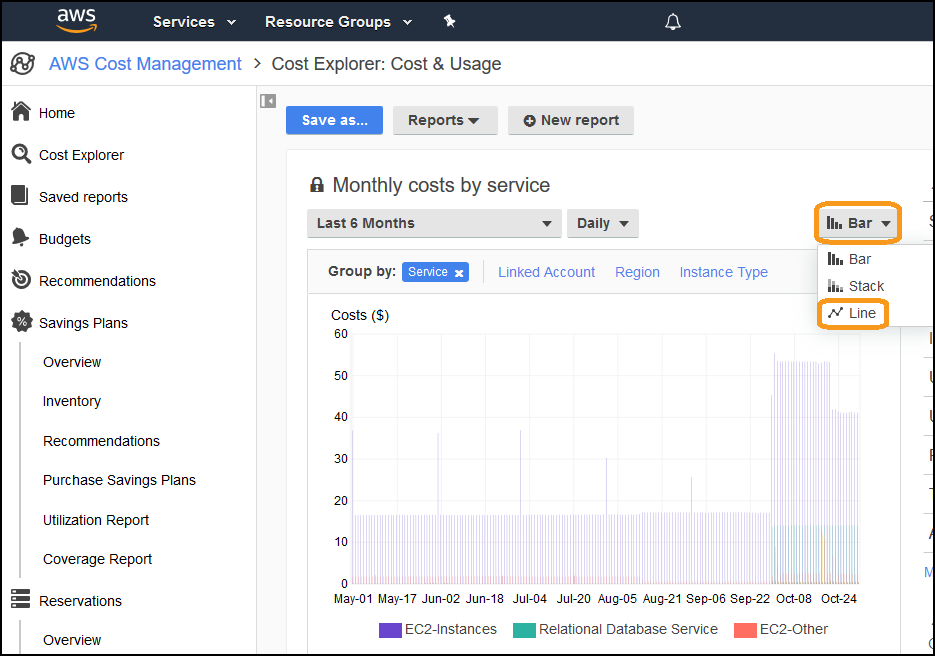 aws Services Resource Groups
AWS Cost Management > Cost Explorer: Cost & Usage
Home
Cost Explorer
Saved reports
Budgets
Recommendations
% Savings Plans
Overview
Inventory
Recommendations
Purchase Savings Plans
Utilization Report
Coverage Report
Reservations
Overview
Save as... Reports New report
Monthly costs by service
Last 6 Months Daily Bar
Bar
Stack
Line
Group by: Service x Linked Account Region Instance Type
Costs ($)
60
50
40
30
20
10
0
May-01 May-17 Jun-02 Jun-18 Jul-04 Jul-20 Aug-05 Aug-21 Sep-06 Sep-22 Oct-08 Oct-24
EC2-Instances Relational Database Service EC2-Other